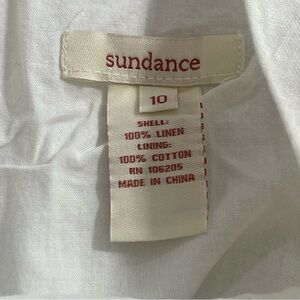 sundance
10
SHELL:
100% LINEN
LINING:
100% COTTON
RN 106205
MADE IN CHINA